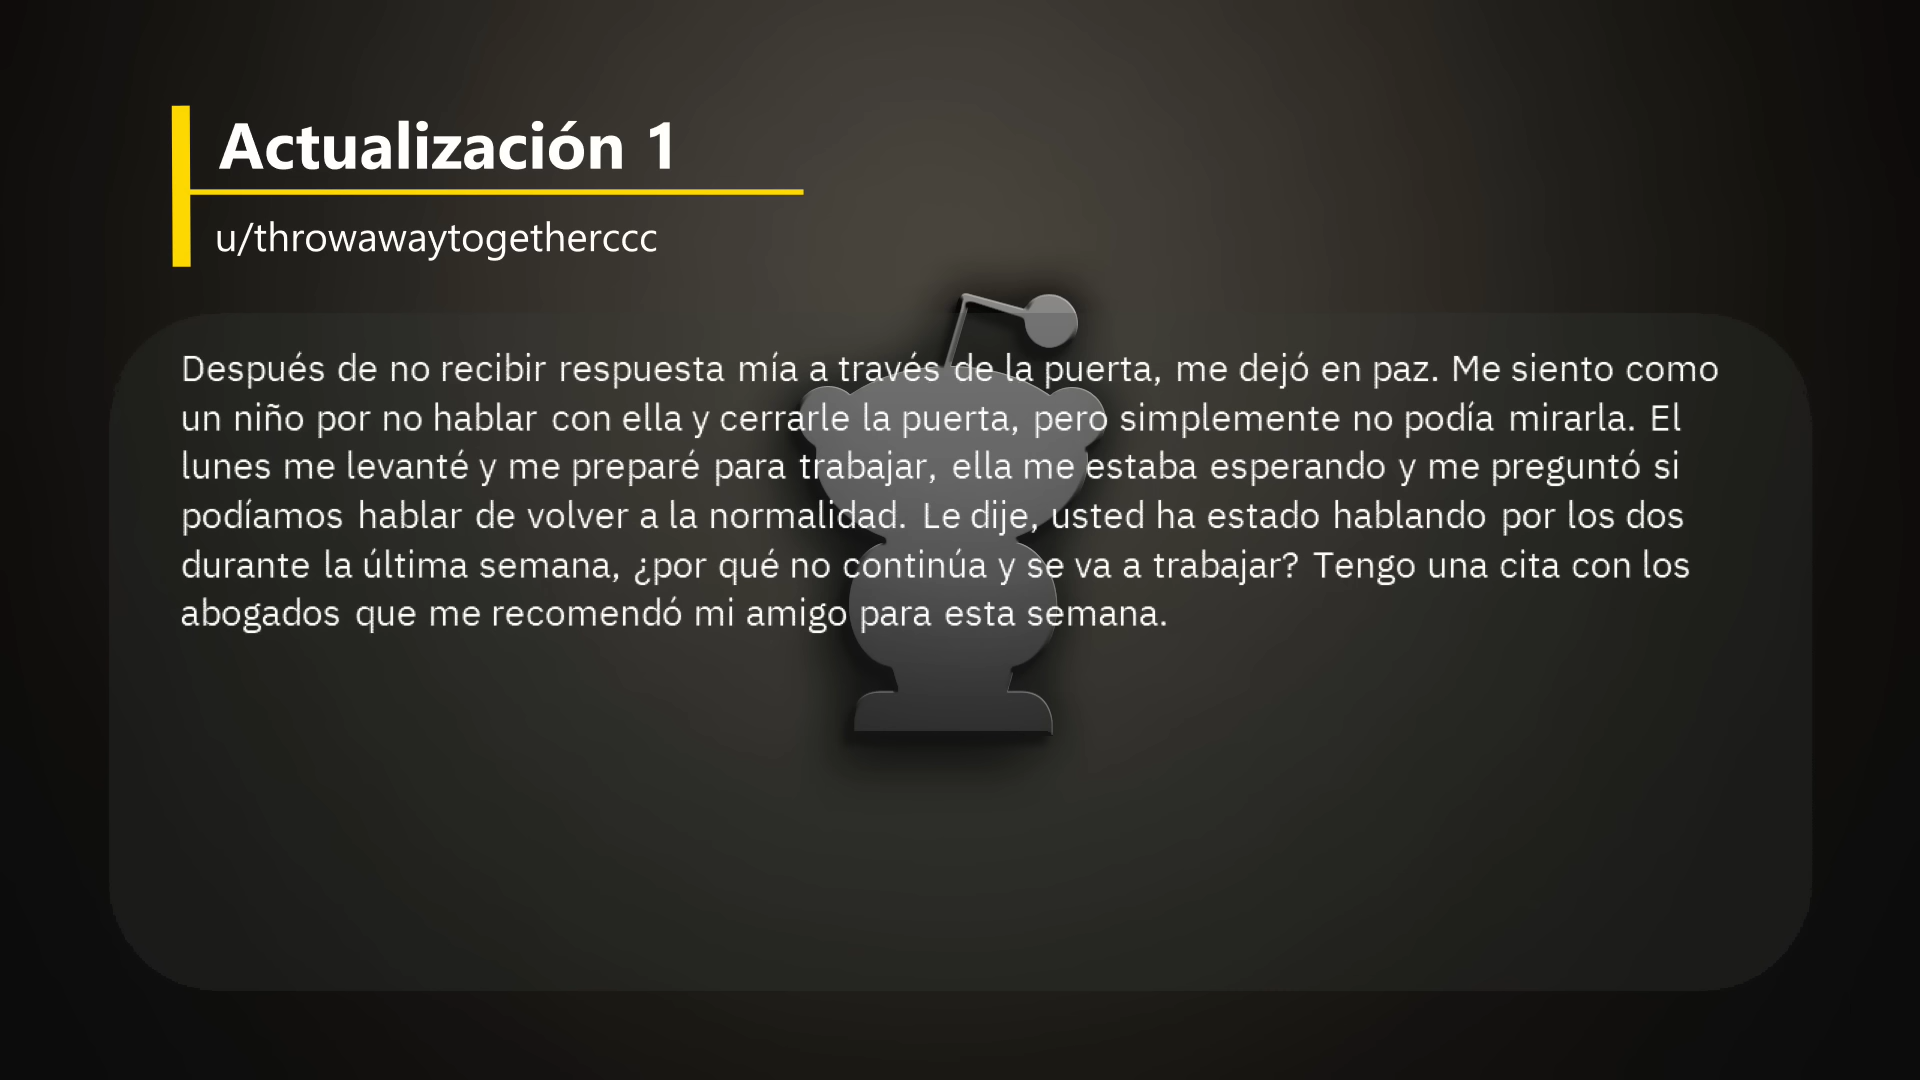 Actualización 1
u/throwawaytogetherccc
Después de no recibir respuesta mía a través de la puerta, me dejó en paz. Me siento como
un niño por no hablar con ella y cerrarle la puerta, pero simplemente no podía mirarla. El
lunes me levanté y me preparé para trabajar, ella me estaba esperando y me preguntó si
podíamos hablar de volver a la normalidad. Le dije, usted ha estado hablando por los dos
durante la última semana, ¿por qué no continúa y se va a trabajar? Tengo una cita con los
abogados que me recomendó mi amigo para esta semana.